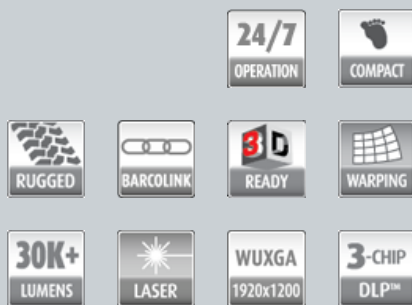 24/7
OPERATION
COMPACT
RUGGED
BARCOLINK
3D
READY
WARPING
30K+
LUMENS
LASER
WUXGA
1920x1200
3-CHIP
DLP™